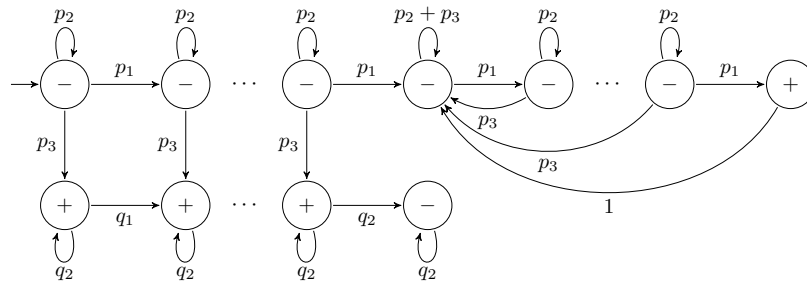 p₂ p₂ p₂ p₂ + p₃ p₂ p₂
− p₁ − ⋯ − p₁ − p₁ − ⋯ − p₁ +
p₃
p₃ p₃ p₃ p₃
1
+ q₁ + ⋯ + q₂ −
q₂ q₂ q₂ q₂